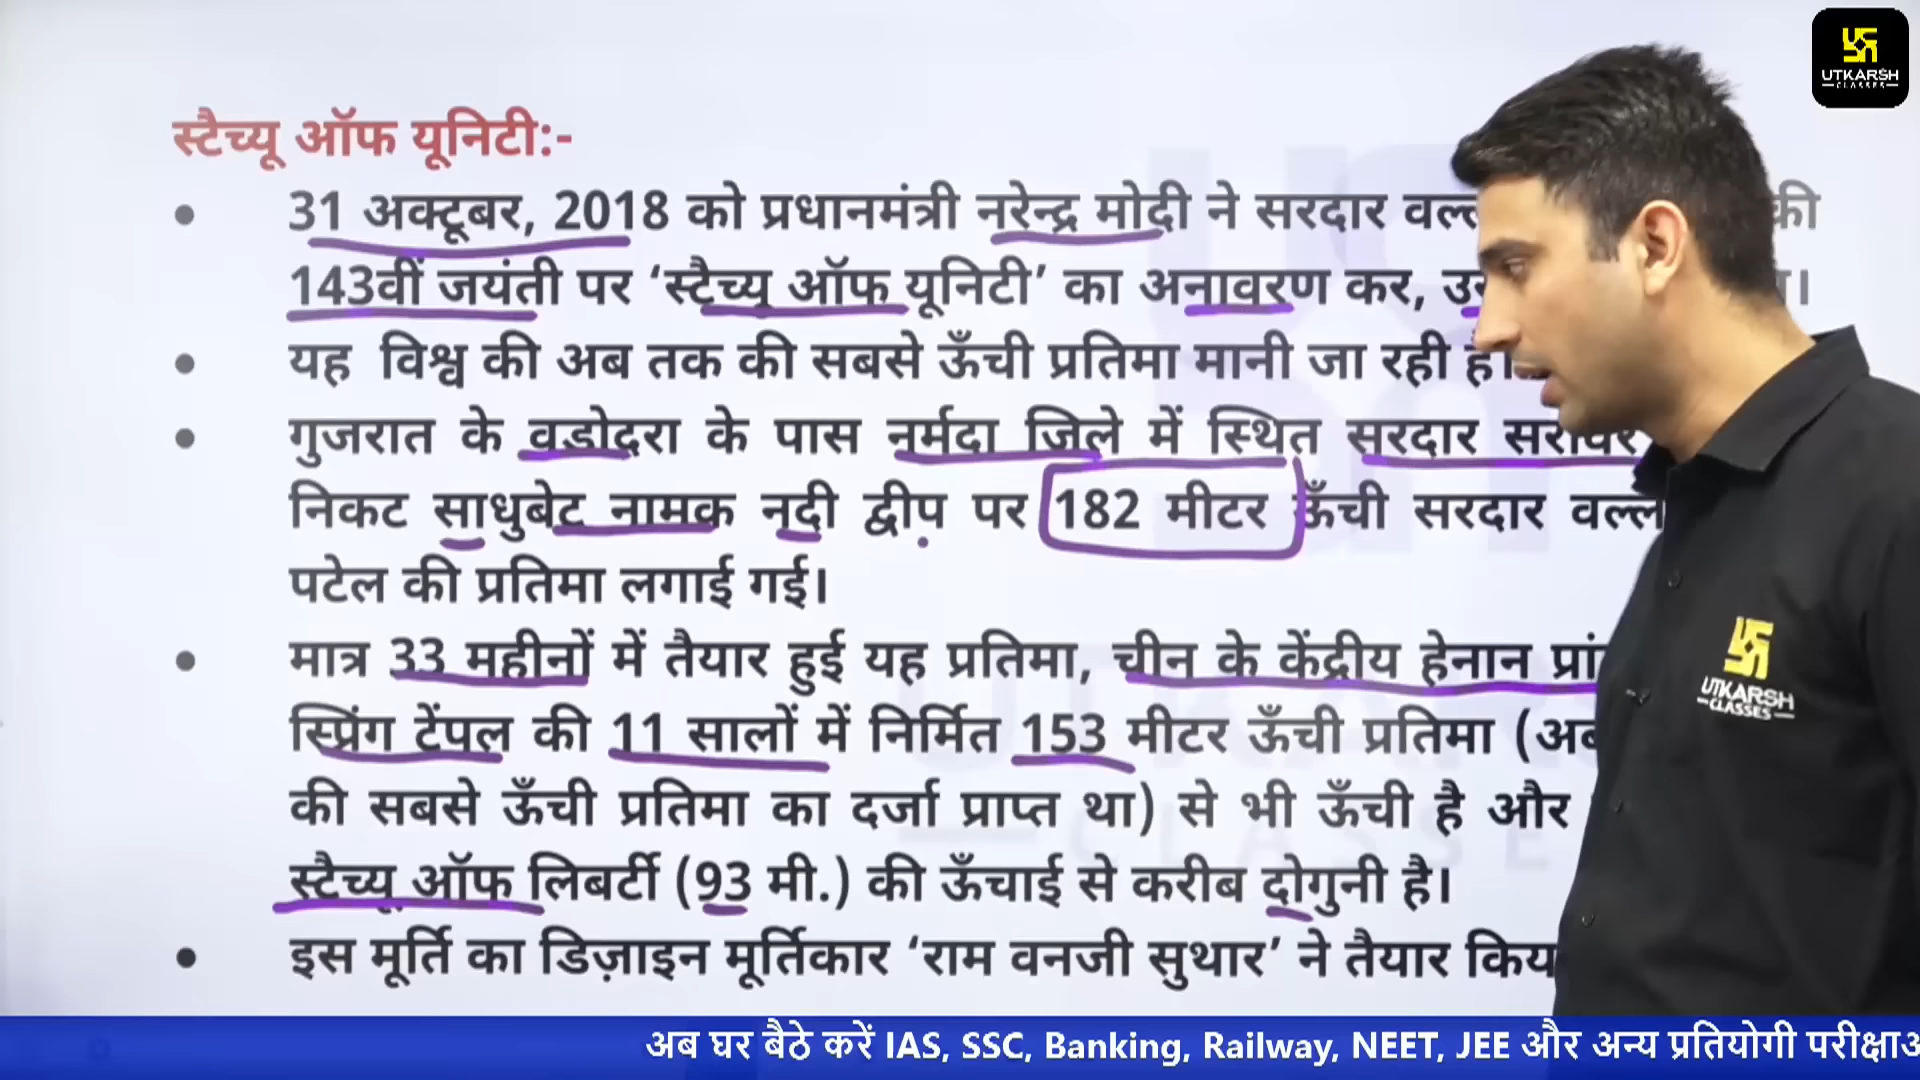 UTKARSH
CLASSES
स्टैच्यू ऑफ यूनिटी:-
• 31 अक्टूबर, 2018 को प्रधानमंत्री नरेन्द्र मोदी ने सरदार की
143वीं जयंती पर ‘स्टैच्यू ऑफ यूनिटी’ का अनावरण कर,
• यह विश्व की अब तक की सबसे ऊँची प्रतिमा मानी जा रही है।
• गुजरात के वडोदरा के पास नर्मदा जिले में स्थित सरदार सरोवर
निकट साधुबेट नामक नदी द्वीप पर 182 मीटर ऊँची सरदार
पटेल की प्रतिमा लगाई गई।
• मात्र 33 महीनों में तैयार हुई यह प्रतिमा, चीन के केंद्रीय हेनान
स्प्रिंग टेंपल की 11 सालों में निर्मित 153 मीटर ऊँची प्रतिमा
की सबसे ऊँची प्रतिमा का दर्जा प्राप्त था) से भी ऊँची है और
स्टैच्यू ऑफ लिबर्टी (93 मी.) की ऊँचाई से करीब दोगुनी है।
• इस मूर्ति का डिज़ाइन मूर्तिकार ‘राम वनजी सुथार’ ने तैयार
UTKARSH
CLASSES
अब घर बैठे करें IAS, SSC, Banking, Railway, NEET, JEE और अन्य प्रतियोगी